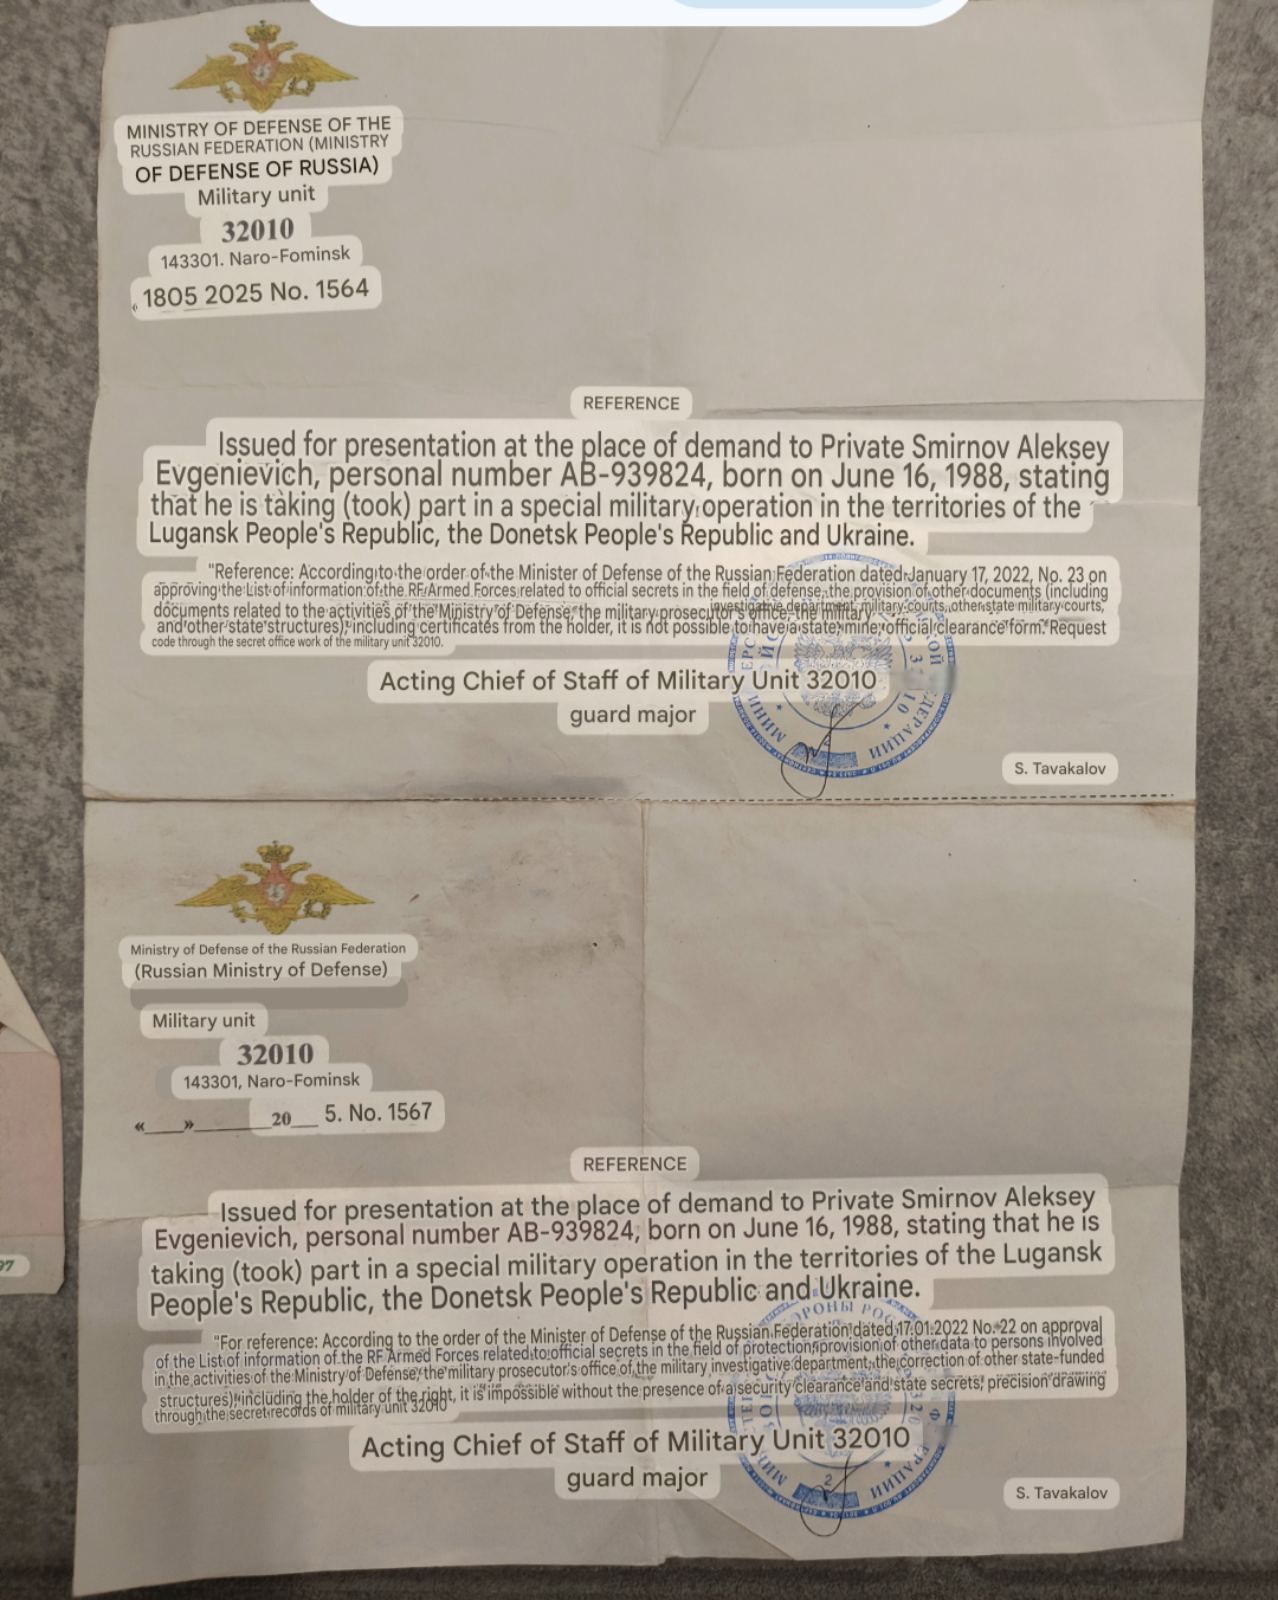 MINISTRY OF DEFENSE OF THE
RUSSIAN FEDERATION (MINISTRY
OF DEFENSE OF RUSSIA)
Military unit
32010
143301. Naro-Fominsk
« 1805 2025 No. 1564
REFERENCE
Issued for presentation at the place of demand to Private Smirnov Aleksey
Evgenievich, personal number AB-939824, born on June 16, 1988, stating
that he is taking (took) part in a special military operation in the territories of the
Lugansk People's Republic, the Donetsk People's Republic and Ukraine.
"Reference: According to the order of the Minister of Defense of the Russian Federation dated January 17, 2022, No. 23 on
approving the List of information of the RF Armed Forces related to official secrets in the field of defense, the provision of other documents (including
investigative department, military courts, other state military courts,
documents related to the activities of the Ministry of Defense, the military prosecutor's office, the military
and other state structures), including certificates from the holder, it is not possible to have a state, mine, official clearance form. Request
code through the secret office work of the military unit 32010.
Acting Chief of Staff of Military Unit 32010
guard major
S. Tavakalov
Ministry of Defense of the Russian Federation
(Russian Ministry of Defense)
Military unit
32010
143301, Naro-Fominsk
«___»______20__ 5. No. 1567
REFERENCE
Issued for presentation at the place of demand to Private Smirnov Aleksey
Evgenievich, personal number AB-939824, born on June 16, 1988, stating that he is
taking (took) part in a special military operation in the territories of the Lugansk
People's Republic, the Donetsk People's Republic and Ukraine.
"For reference: According to the order of the Minister of Defense of the Russian Federation dated 17.01.2022 No. 22 on approval
of the List of information of the RF Armed Forces related to official secrets in the field of protection, provision of other data to persons involved
in the activities of the Ministry of Defense, the military prosecutor's office of the military investigative department, the correction of other state-funded
structures), including the holder of the right, it is impossible without the presence of a security clearance and state secrets, precision drawing
through the secret records of military unit 32010
Acting Chief of Staff of Military Unit 32010
guard major
S. Tavakalov
97